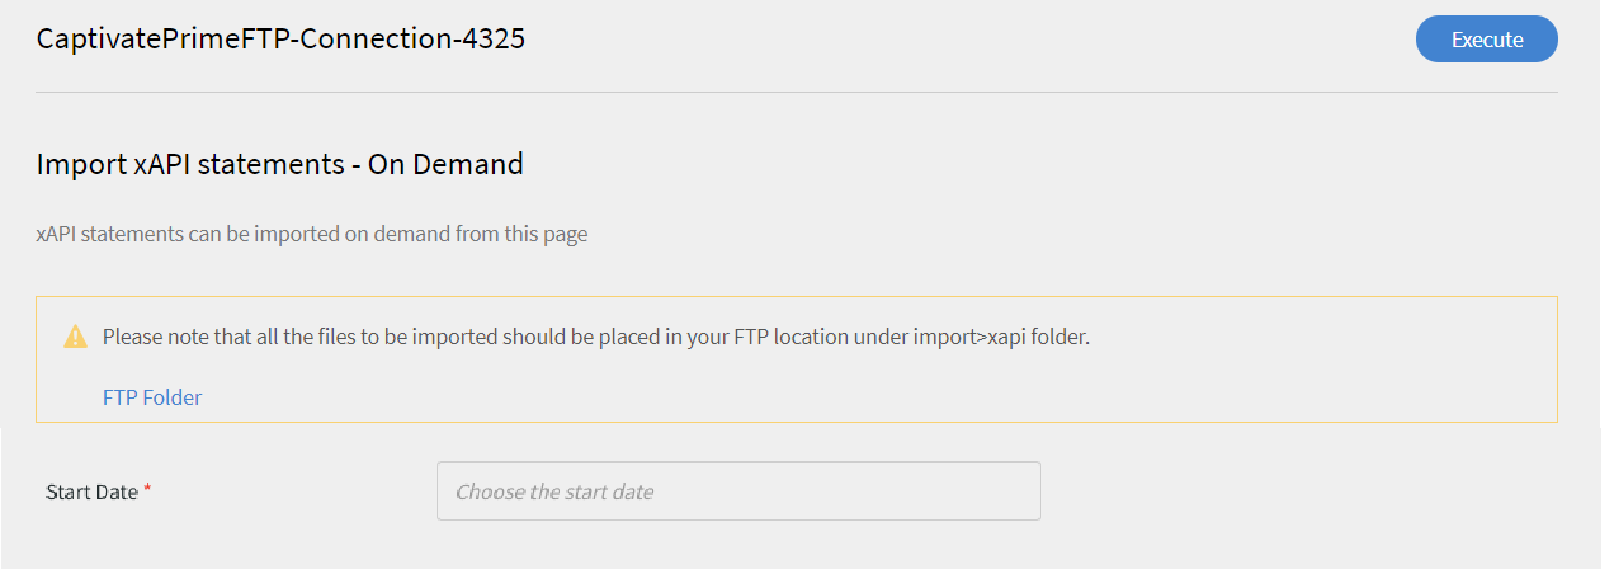 CaptivatePrimeFTP-Connection-4325
Execute
Import xAPI statements - On Demand
xAPI statements can be imported on demand from this page
Please note that all the files to be imported should be placed in your FTP location under import>xapi folder.
FTP Folder
Start Date *
Choose the start date